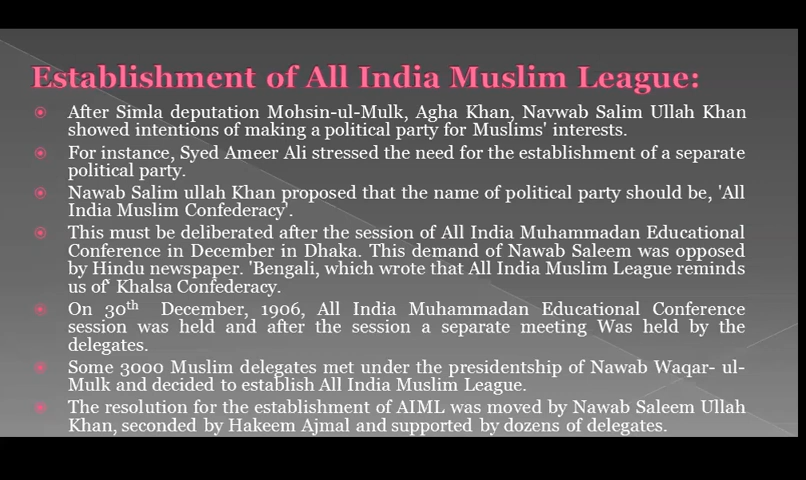 Establishment of All India Muslim League:
After Simla deputation Mohsin-ul-Mulk, Agha Khan, Navwab Salim Ullah Khan
showed intentions of making a political party for Muslims' interests.
For instance, Syed Ameer Ali stressed the need for the establishment of a separate
political party.
Nawab Salim ullah Khan proposed that the name of political party should be, 'All
India Muslim Confederacy'.
This must be deliberated after the session of All India Muhammadan Educational
Conference in December in Dhaka. This demand of Nawab Saleem was opposed
by Hindu newspaper. 'Bengali, which wrote that All India Muslim League reminds
us of' Khalsa Confederacy.
On 30th December, 1906, All India Muhammadan Educational Conference
session was held and after the session a separate meeting Was held by the
delegates.
Some 3000 Muslim delegates met under the presidentship of Nawab Waqar- ul-
Mulk and decided to establish All India Muslim League.
The resolution for the establishment of AIML was moved by Nawab Saleem Ullah
Khan, seconded by Hakeem Ajmal and supported by dozens of delegates.